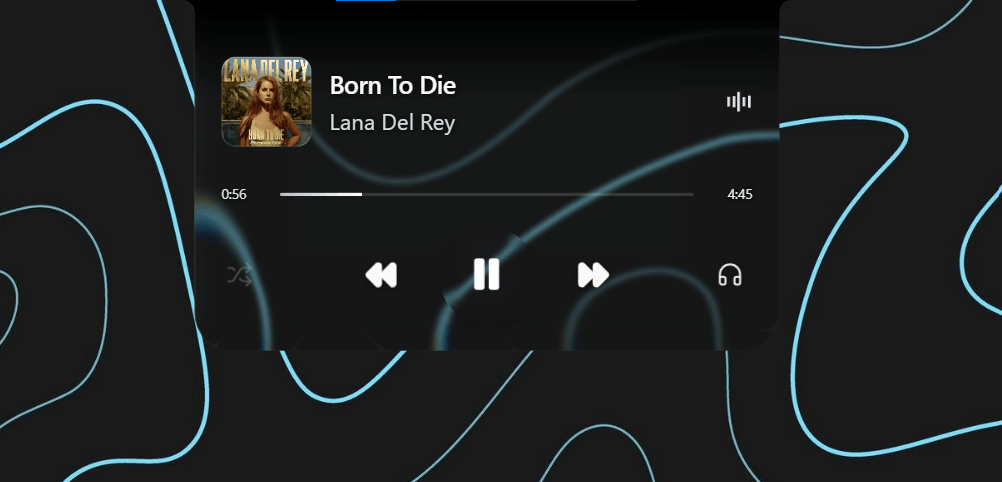 LANA DEL REY
BORN TO DIE
Born To Die
Lana Del Rey
0:56
4:45